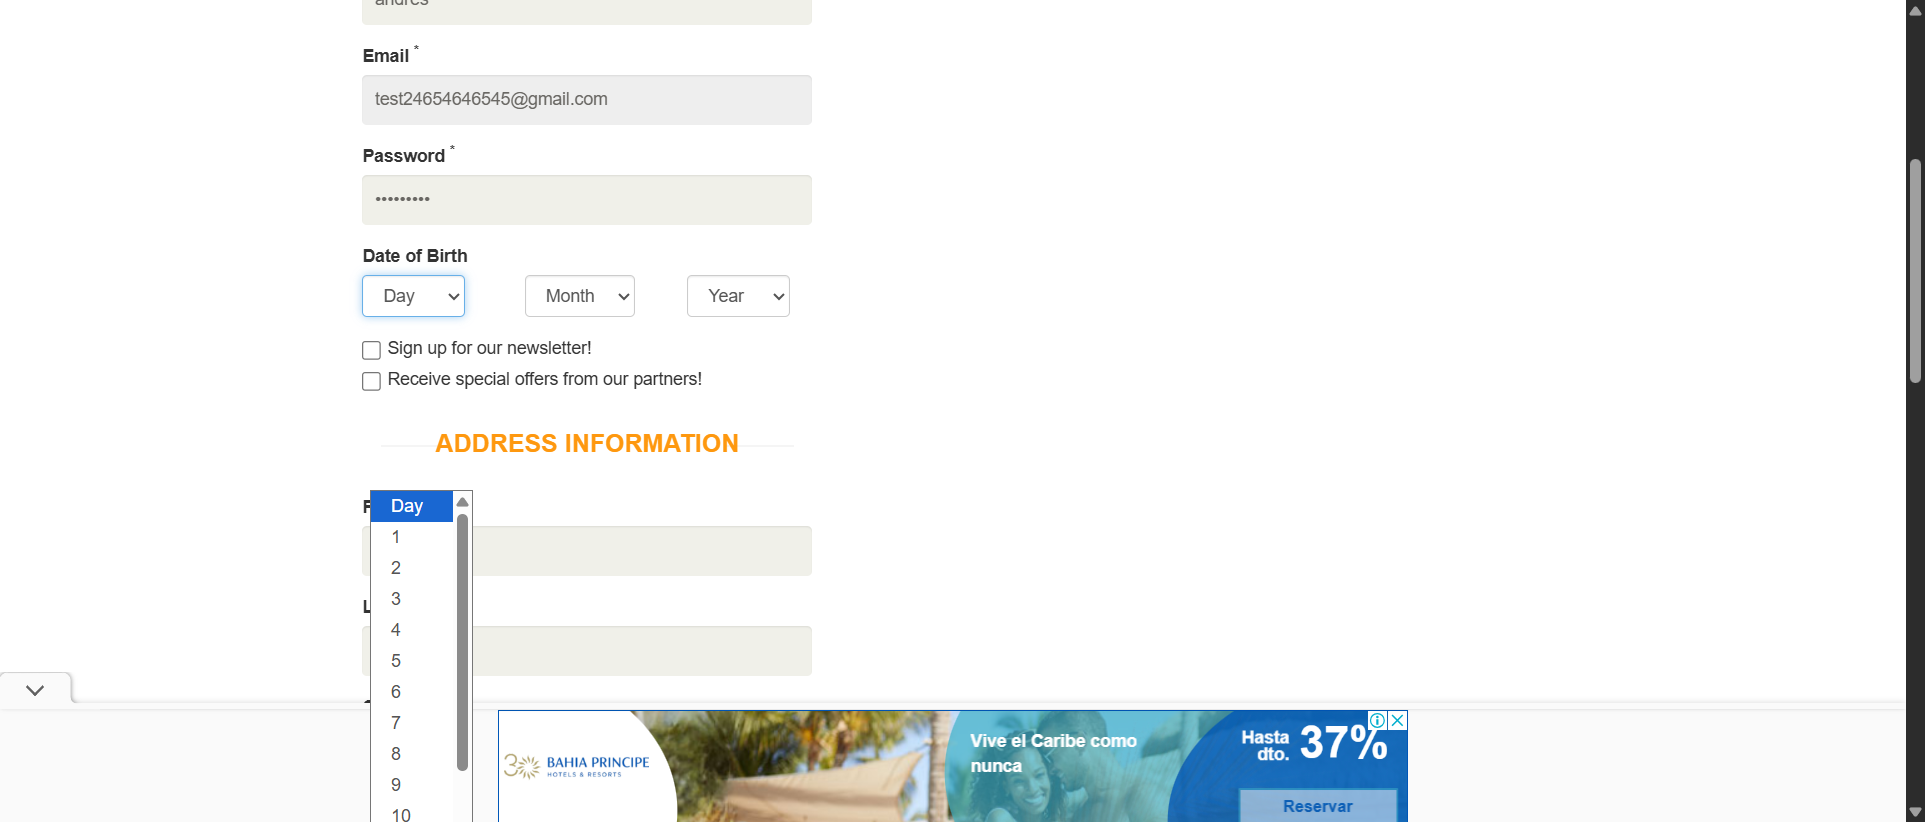 andres
Email *
test24654646545@gmail.com
Password *
•••••••••
Date of Birth
Day
Month
Year
Sign up for our newsletter!
Receive special offers from our partners!
ADDRESS INFORMATION
Day
1
2
3
4
5
6
7
8
9
10
30 BAHIA PRINCIPE
HOTELS & RESORTS
Vive el Caribe como
nunca
Hasta
dto. 37%
Reservar